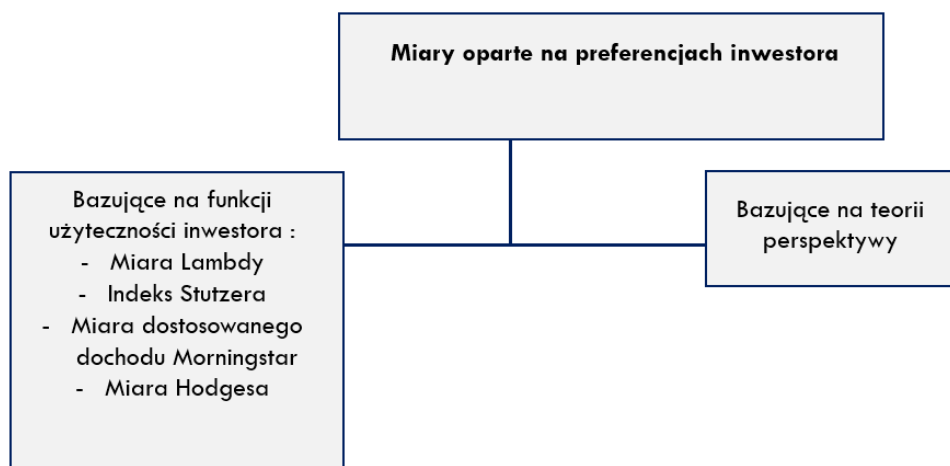 Miary oparte na preferencjach inwestora
Bazujące na funkcji
użyteczności inwestora :
- Miara Lambdy
- Indeks Stutzera
- Miara dostosowanego
dochodu Morningstar
- Miara Hodgesa
Bazujące na teorii
perspektywy